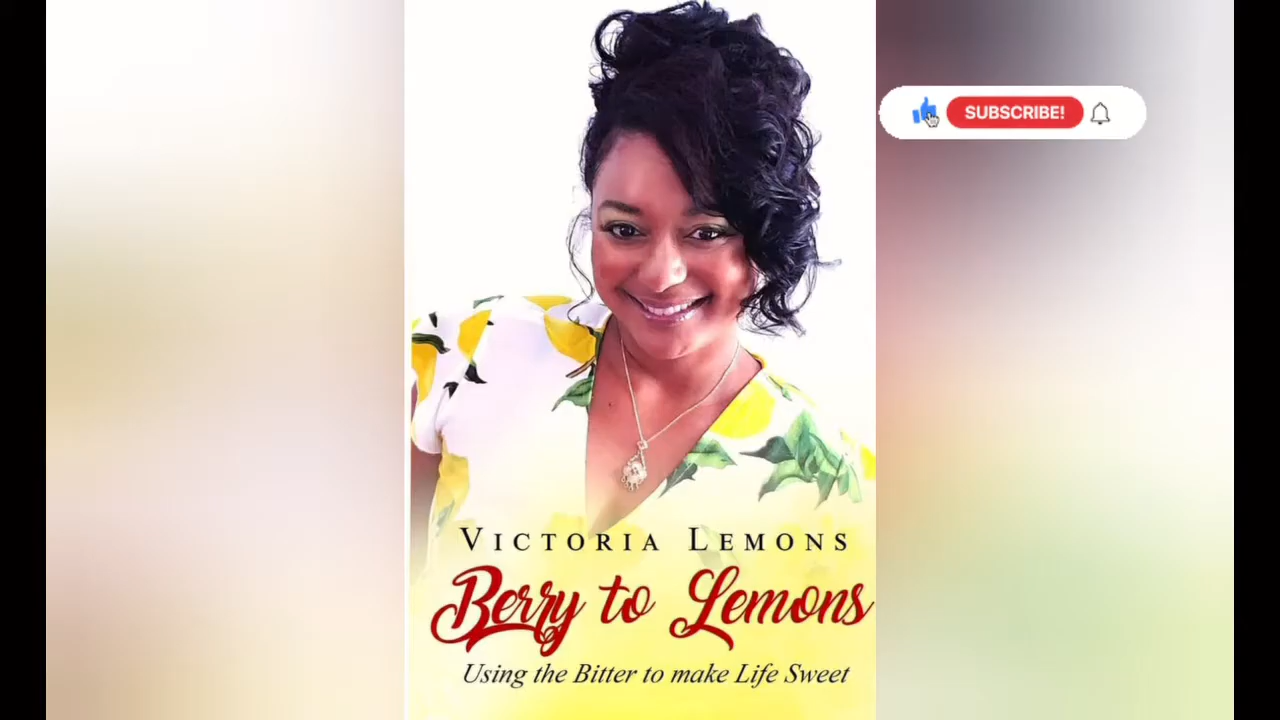 SUBSCRIBE!
VICTORIA LEMONS
Berry to Lemons
Using the Bitter to make Life Sweet